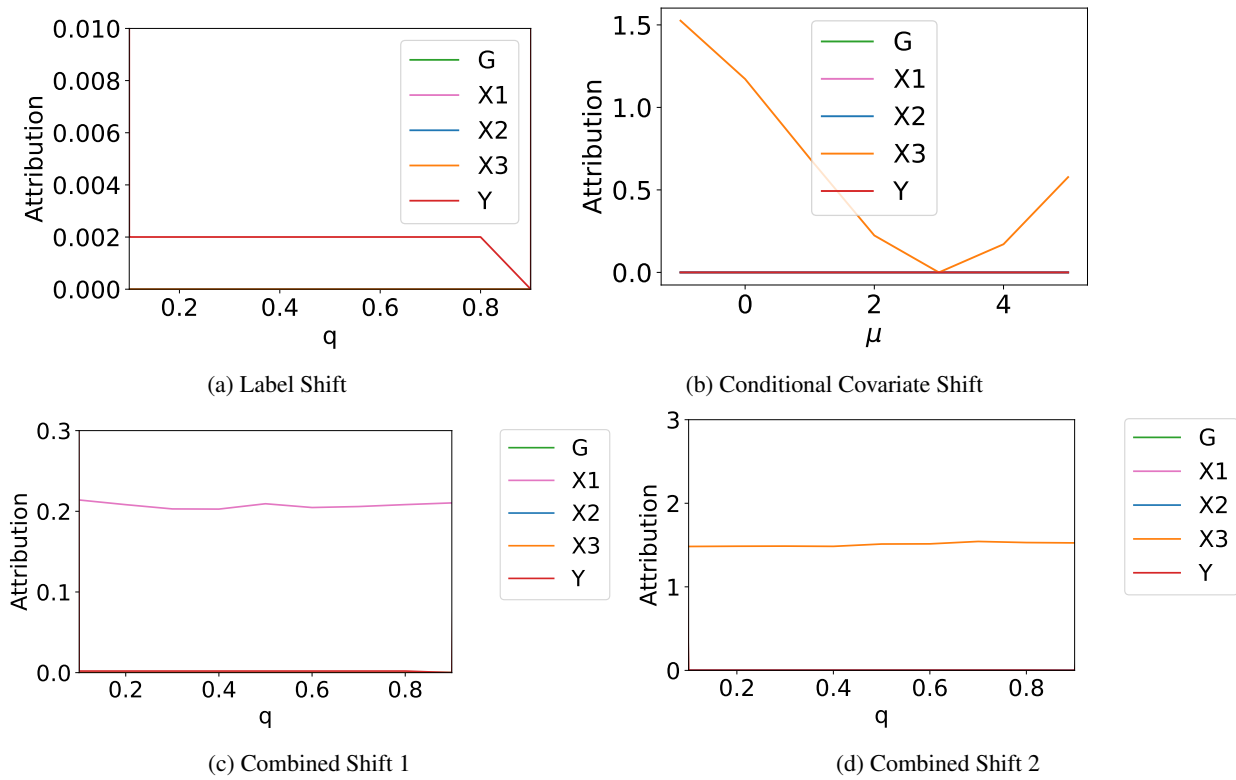 0.010
0.008
0.006
0.004
0.002
0.000
Attribution
0.2 0.4 0.6 0.8
q
G
X1
X2
X3
Y
(a) Label Shift
1.5
1.0
0.5
0.0
Attribution
0 2 4
μ
G
X1
X2
X3
Y
(b) Conditional Covariate Shift
0.3
0.2
0.1
0.0
Attribution
0.2 0.4 0.6 0.8
q
G
X1
X2
X3
Y
(c) Combined Shift 1
3
2
1
0
Attribution
0.2 0.4 0.6 0.8
q
G
X1
X2
X3
Y
(d) Combined Shift 2